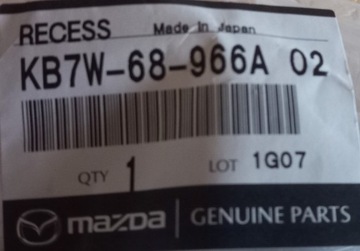 RECESS Made in Japan
KB7W-68-966A 02
QTY 1 LOT 1G07
mazda GENUINE PARTS